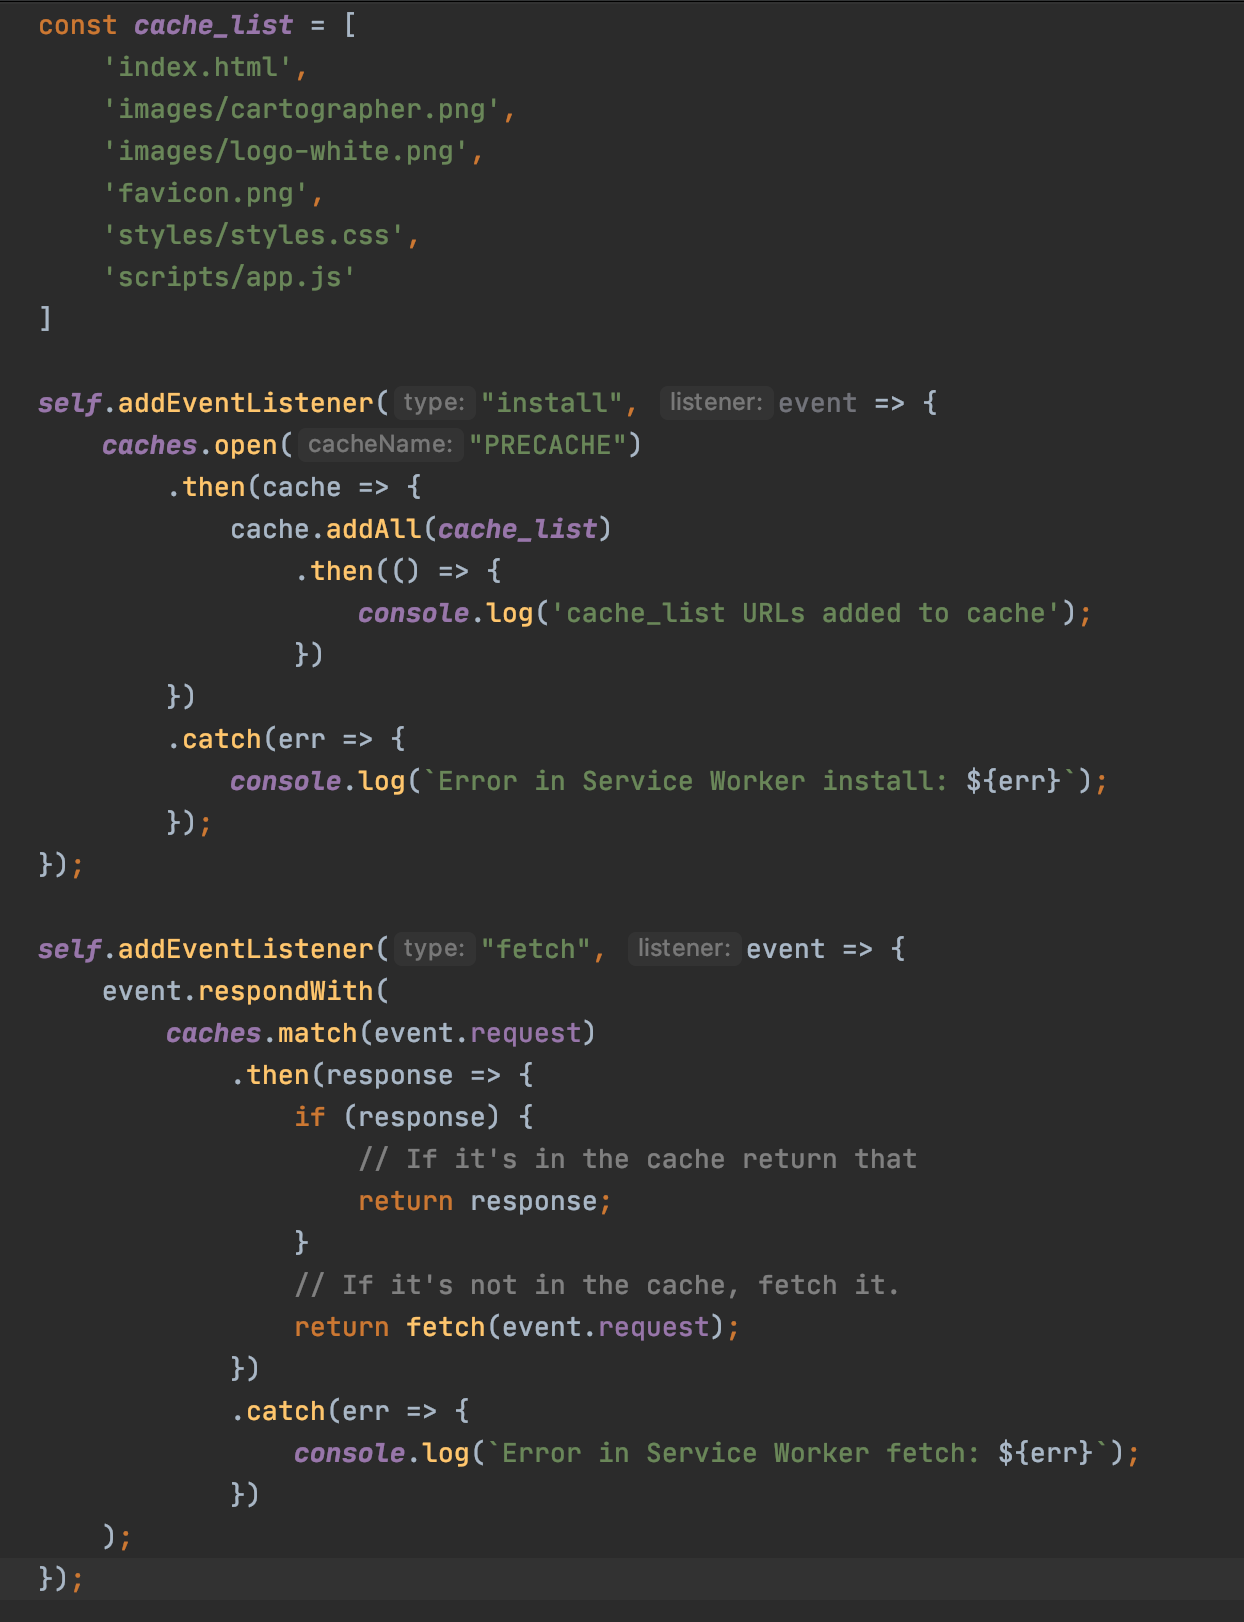 const cache_list = [
    'index.html',
    'images/cartographer.png',
    'images/logo-white.png',
    'favicon.png',
    'styles/styles.css',
    'scripts/app.js'
]

self.addEventListener( type: "install", listener: event => {
    caches.open( cacheName: "PRECACHE")
        .then(cache => {
            cache.addAll(cache_list)
                .then(() => {
                    console.log('cache_list URLs added to cache');
                })
        })
        .catch(err => {
            console.log(`Error in Service Worker install: ${err}`);
        });
});

self.addEventListener( type: "fetch", listener: event => {
    event.respondWith(
        caches.match(event.request)
            .then(response => {
                if (response) {
                    // If it's in the cache return that
                    return response;
                }
                // If it's not in the cache, fetch it.
                return fetch(event.request);
            })
            .catch(err => {
                console.log(`Error in Service Worker fetch: ${err}`);
            })
    );
});